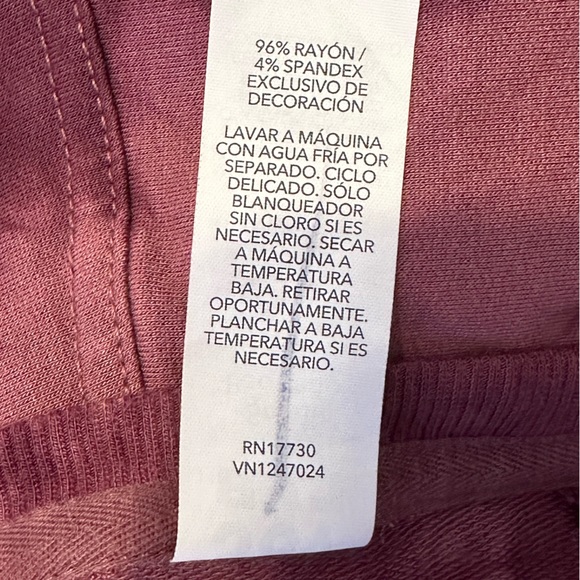 96% RAYÓN /
4% SPANDEX
EXCLUSIVO DE
DECORACIÓN
LAVAR A MÁQUINA
CON AGUA FRÍA POR
SEPARADO. CICLO
DELICADO. SÓLO
BLANQUEADOR
SIN CLORO SI ES
NECESARIO. SECAR
A MÁQUINA A
TEMPERATURA
BAJA. RETIRAR
OPORTUNAMENTE.
PLANCHAR A BAJA
TEMPERATURA SI ES
NECESARIO.
RN17730
VN1247024